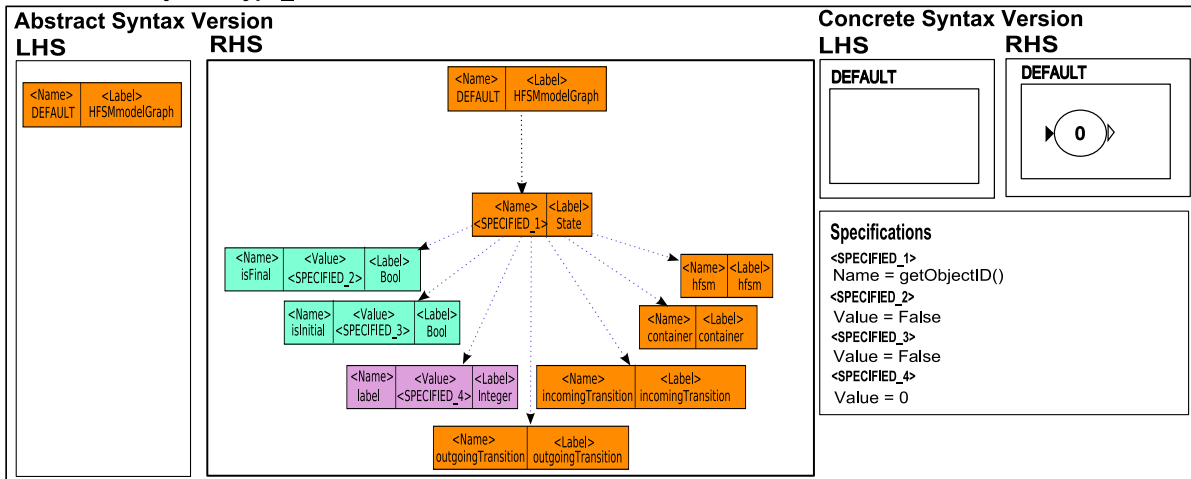 Abstract Syntax Version
LHS
RHS
<Name> <Label>
DEFAULT HFSMmodelGraph
<Name> <Label>
DEFAULT HFSMmodelGraph
<Name> <Label>
<SPECIFIED_1> State
<Name> <Value> <Label>
isFinal <SPECIFIED_2> Bool
<Name> <Label>
hfsm hfsm
<Name> <Value> <Label>
isInitial <SPECIFIED_3> Bool
<Name> <Label>
container container
<Name> <Value> <Label>
label <SPECIFIED_4> Integer
<Name> <Label>
incomingTransition incomingTransition
<Name> <Label>
outgoingTransition outgoingTransition
Concrete Syntax Version
LHS
RHS
DEFAULT
DEFAULT
0
Specifications
<SPECIFIED_1>
Name = getObjectID()
<SPECIFIED_2>
Value = False
<SPECIFIED_3>
Value = False
<SPECIFIED_4>
Value = 0